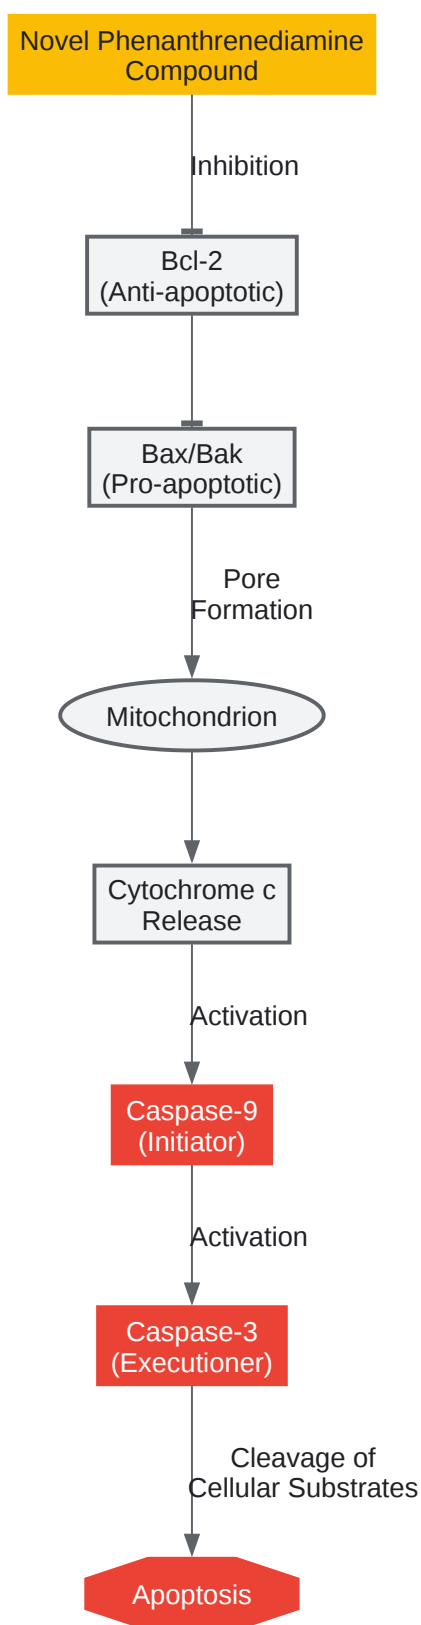 Novel Phenanthrenediamine
Compound
Inhibition
Bcl-2
(Anti-apoptotic)
Bax/Bak
(Pro-apoptotic)
Pore
Formation
Mitochondrion
Cytochrome c
Release
Activation
Caspase-9
(Initiator)
Activation
Caspase-3
(Executioner)
Cleavage of
Cellular Substrates
Apoptosis